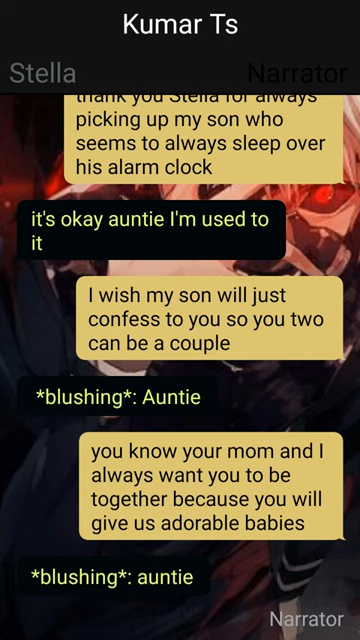 Kumar Ts
Stella
Narrator
thank you Stella for always
picking up my son who
seems to always sleep over
his alarm clock
it's okay auntie I'm used to
it
I wish my son will just
confess to you so you two
can be a couple
*blushing*: Auntie
you know your mom and I
always want you to be
together because you will
give us adorable babies
*blushing*: auntie
Narrator